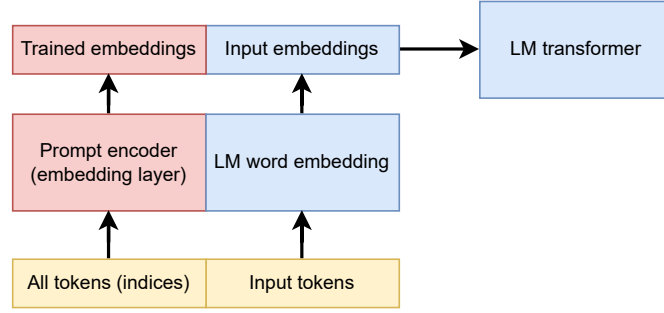 Trained embeddings
Input embeddings
LM transformer
Prompt encoder
(embedding layer)
LM word embedding
All tokens (indices)
Input tokens